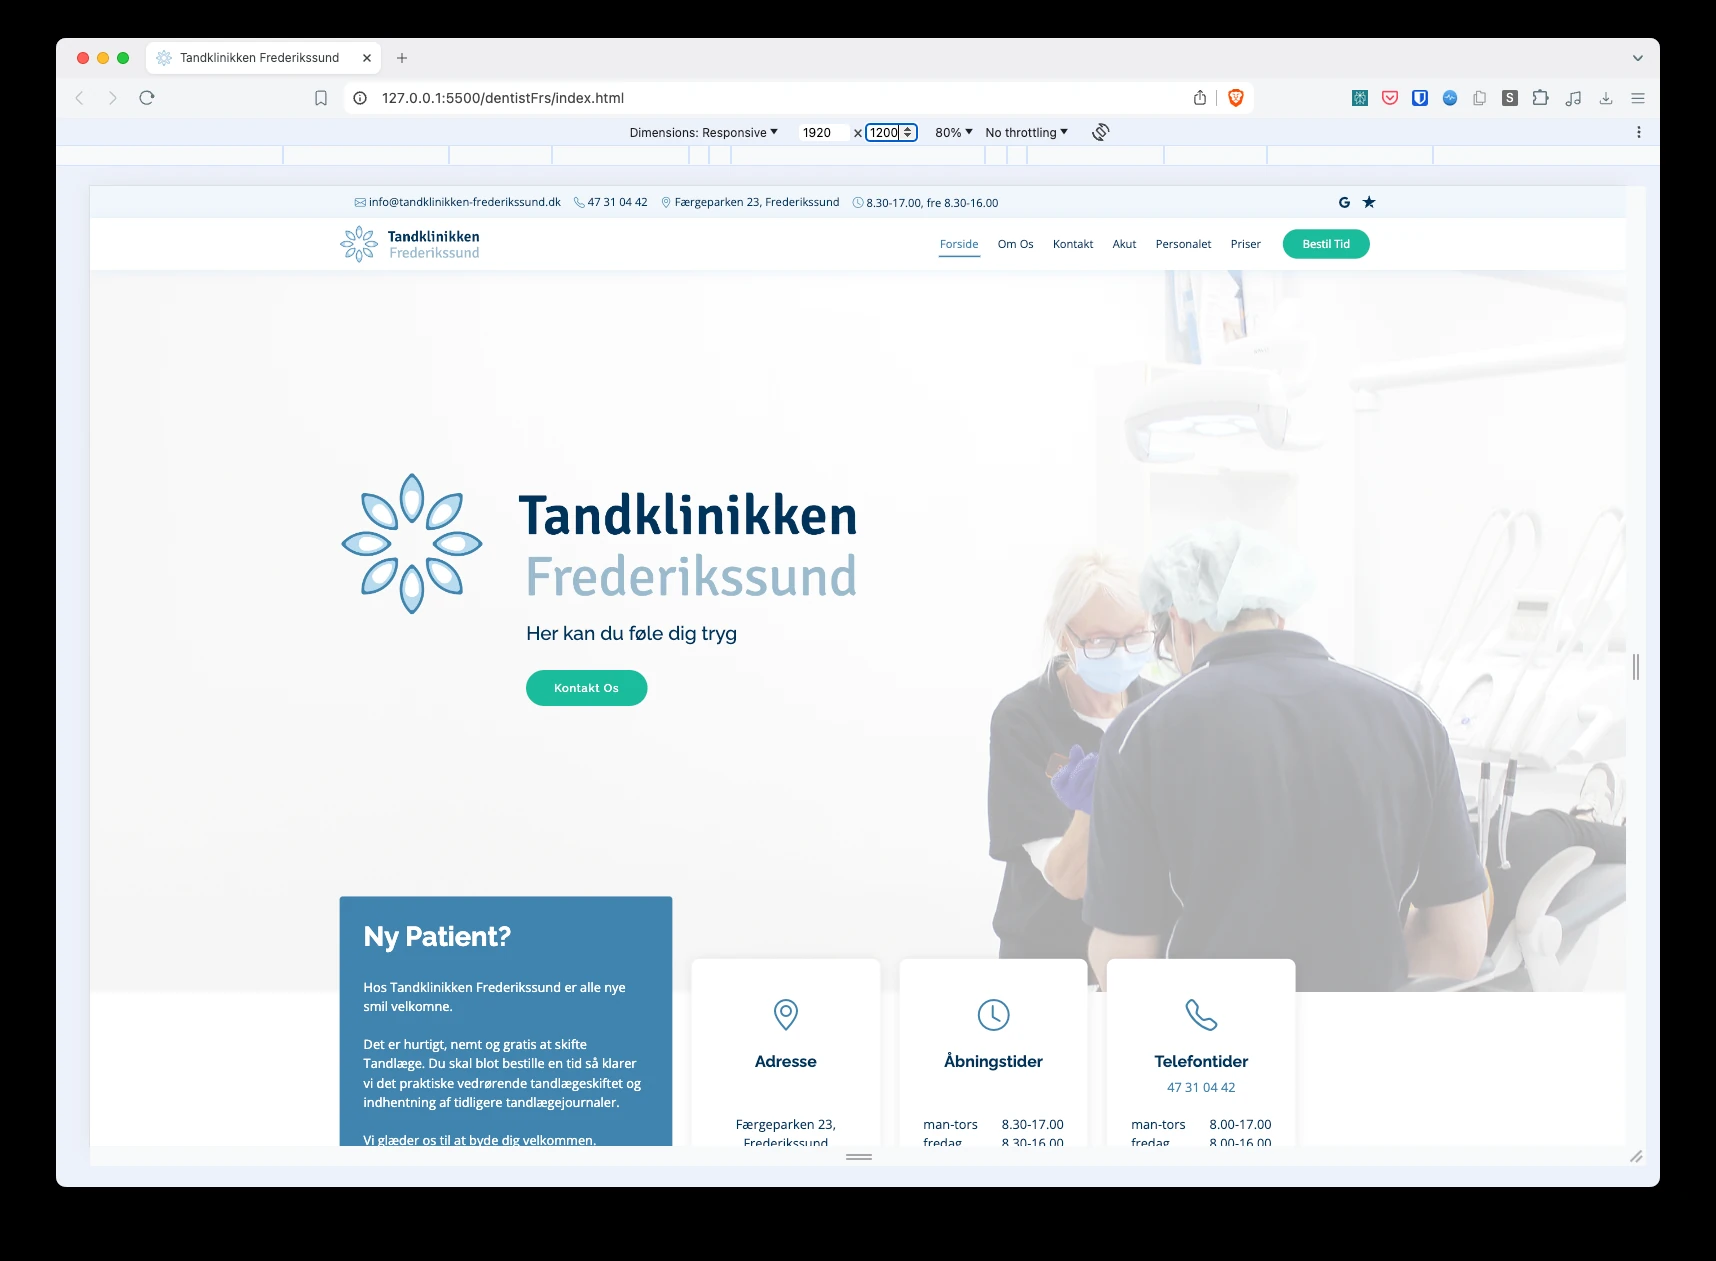 Tandklinikken Frederikssund
127.0.0.1:5500/dentistFrs/index.html
S
Dimensions: Responsive 1920 x 1200 80% No throttling
info@tandklinikken-frederikssund.dk 47 31 04 42 Færgeparken 23, Frederikssund 8.30-17.00, fre 8.30-16.00 G
Tandklinikken
Frederikssund
Forside Om Os Kontakt Akut Personalet Priser Bestil Tid
Tandklinikken
Frederikssund
Her kan du føle dig tryg
Kontakt Os
Ny Patient?
Hos Tandklinikken Frederikssund er alle nye
smil velkomne.
Det er hurtigt, nemt og gratis at skifte
Tandlæge. Du skal blot bestille en tid så klarer
vi det praktiske vedrørende tandlægeskiftet og
indhentning af tidligere tandlægejournaler.
Vi glæder os til at byde dig velkommen.
Adresse
Færgeparken 23,
Frederikssund
Åbningstider
man-tors 8.30-17.00
fredag 8.30-16.00
Telefontider
47 31 04 42
man-tors 8.00-17.00
fredag 8.00-16.00